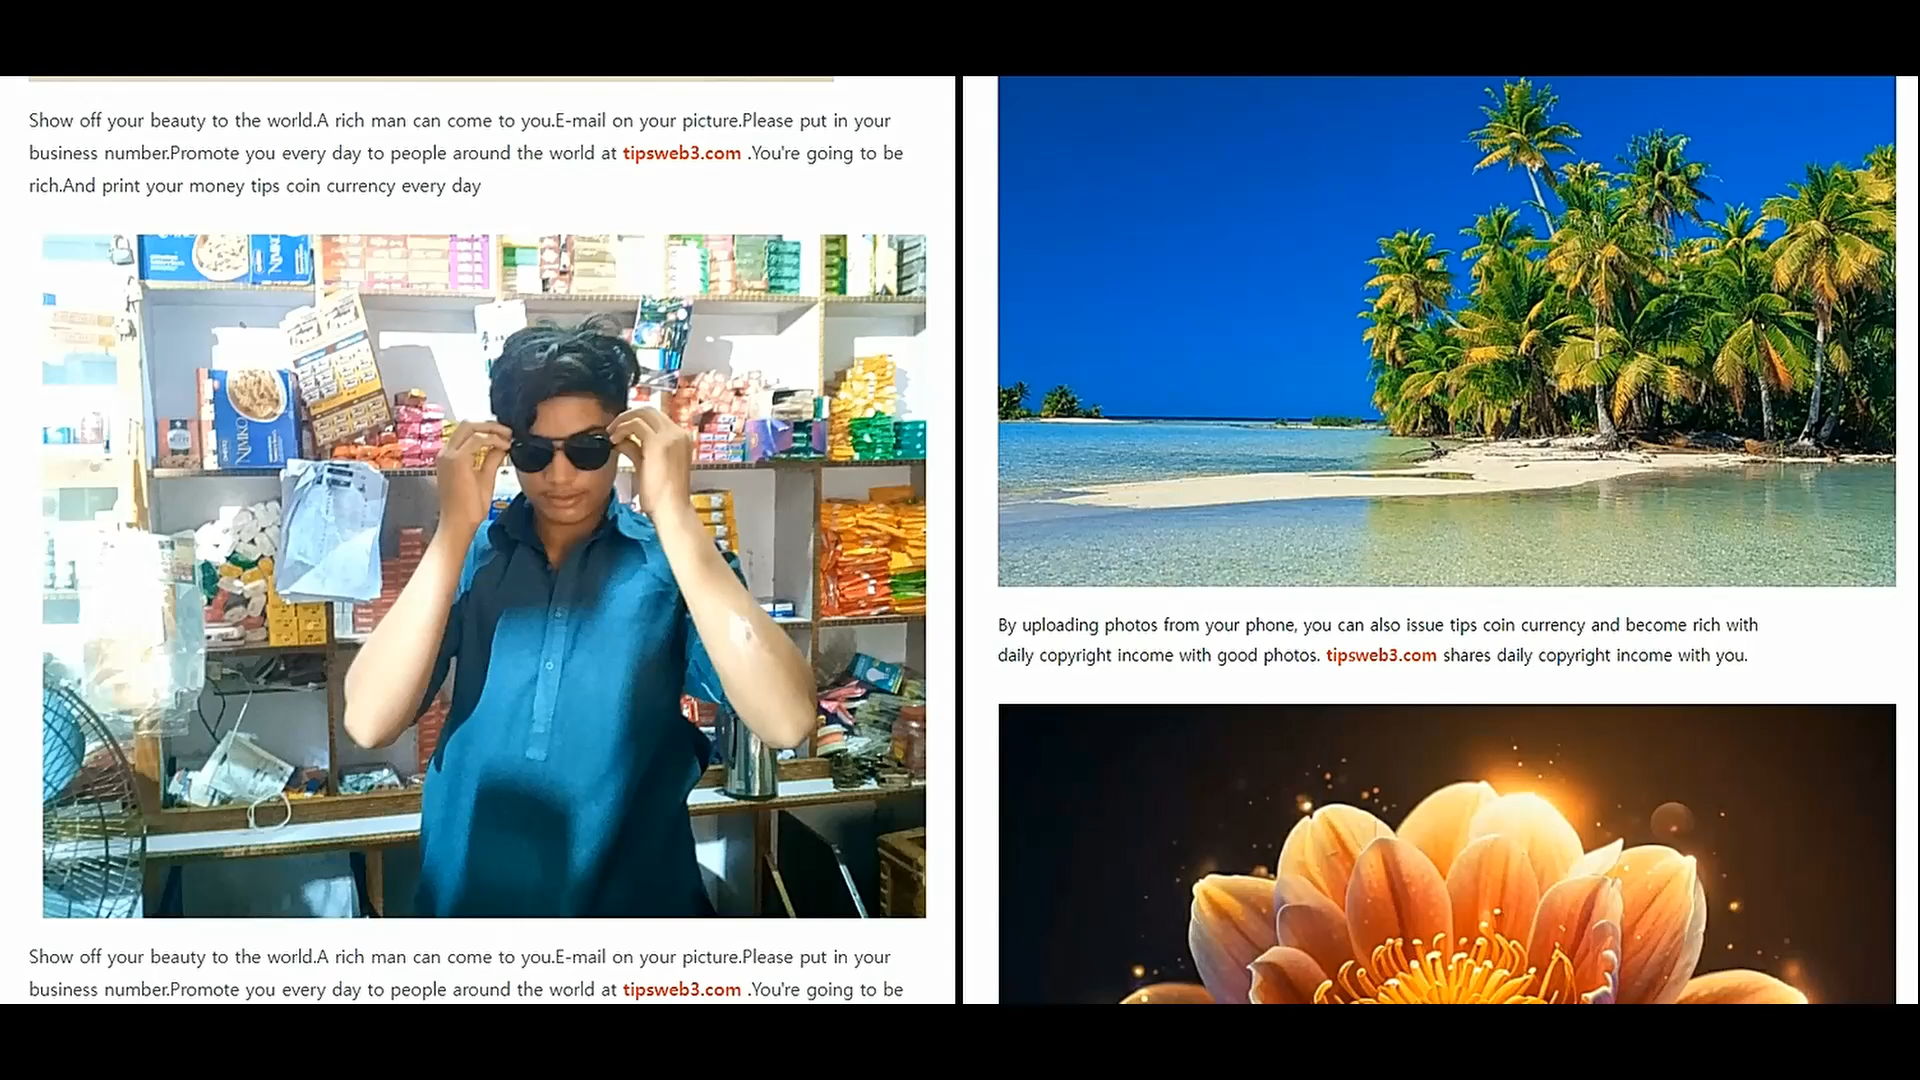 Show off your beauty to the world.A rich man can come to you.E-mail on your picture.Please put in your
business number.Promote you every day to people around the world at tipsweb3.com .You're going to be
rich.And print your money tips coin currency every day
NIMKO
NIMKO
Show off your beauty to the world.A rich man can come to you.E-mail on your picture.Please put in your
business number.Promote you every day to people around the world at tipsweb3.com .You're going to be
By uploading photos from your phone, you can also issue tips coin currency and become rich with
daily copyright income with good photos. tipsweb3.com shares daily copyright income with you.